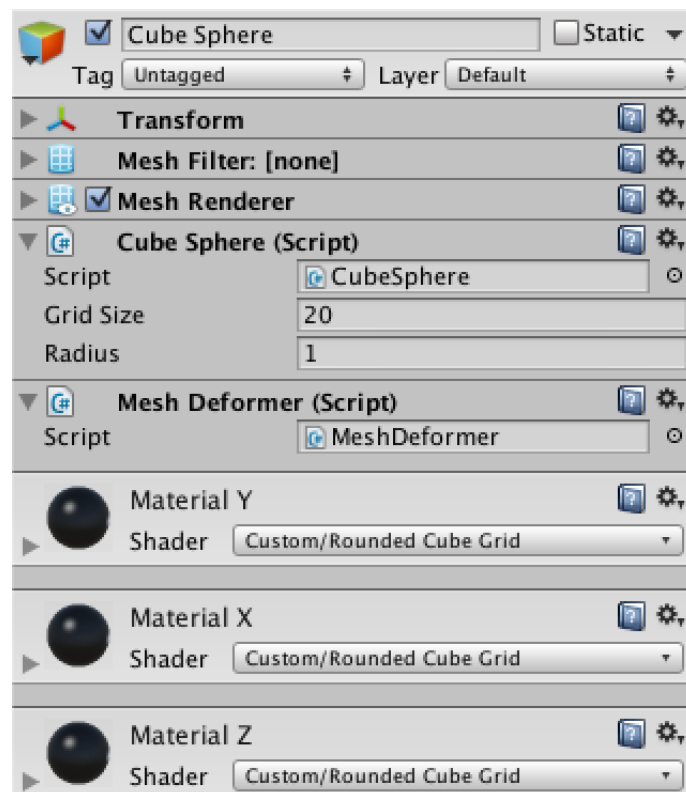 Cube Sphere Static
Tag Untagged Layer Default
Transform
Mesh Filter: [none]
Mesh Renderer
Cube Sphere (Script)
Script CubeSphere
Grid Size 20
Radius 1
Mesh Deformer (Script)
Script MeshDeformer
Material Y
Shader Custom/Rounded Cube Grid
Material X
Shader Custom/Rounded Cube Grid
Material Z
Shader Custom/Rounded Cube Grid